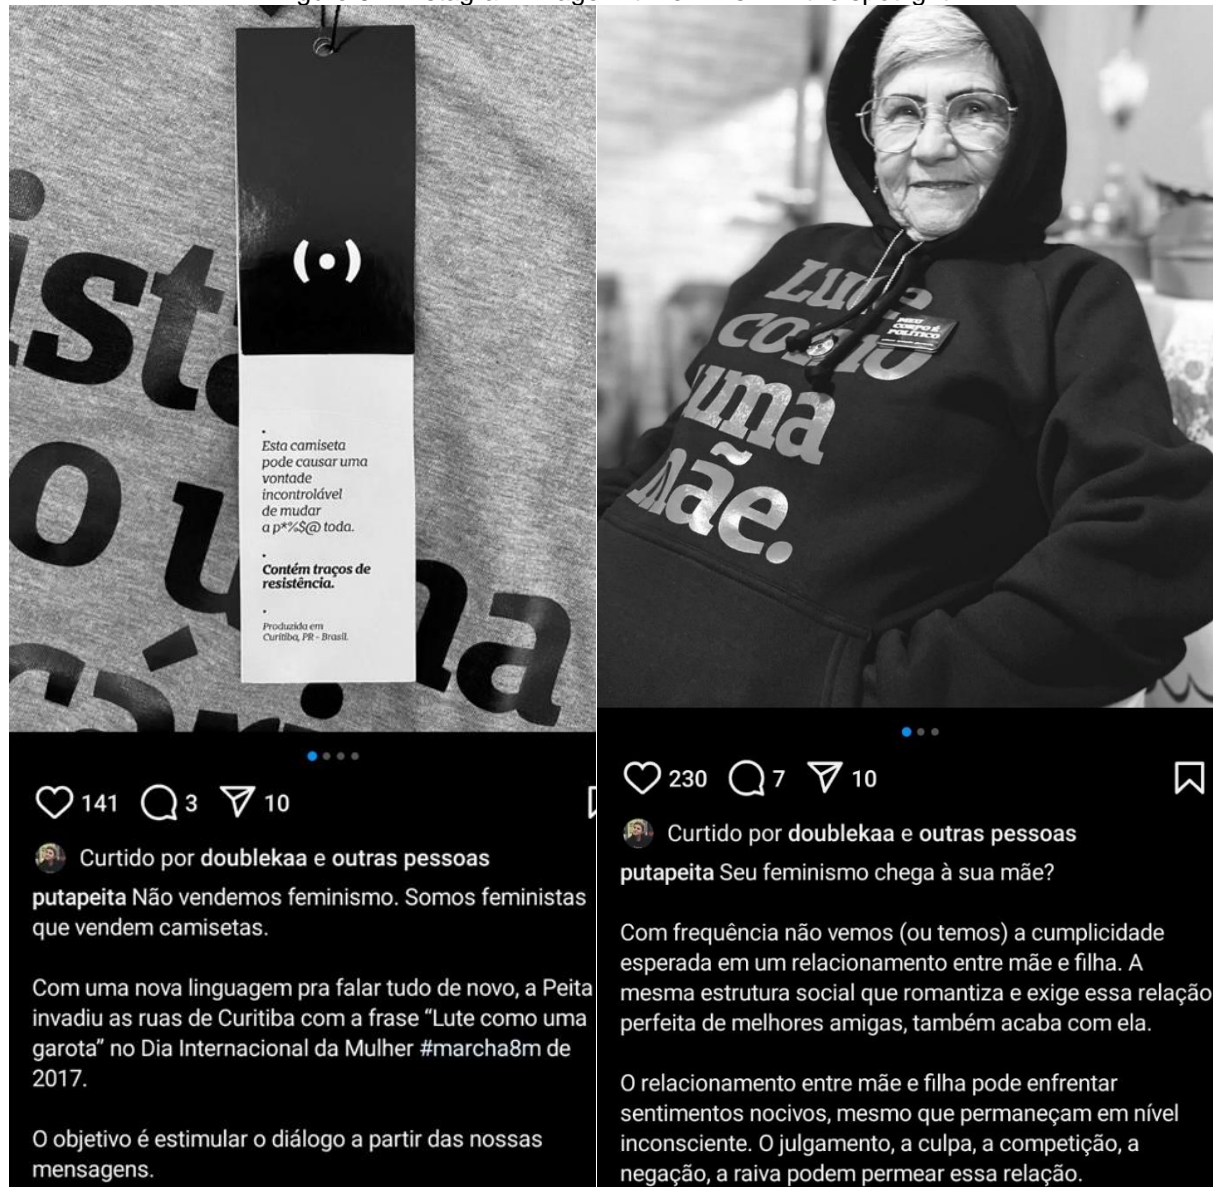 (•)
Esta camiseta
pode causar uma
vontade
incontrolável
de mudar
a p*%$@ toda.
Contém traços de
resistência.
Produzida em
Curitiba, PR - Brasil.
141 3 10
Curtido por doublekaa e outras pessoas
putapeita Não vendemos feminismo. Somos feministas
que vendem camisetas.
Com uma nova linguagem pra falar tudo de novo, a Peita
invadiu as ruas de Curitiba com a frase “Lute como uma
garota” no Dia Internacional da Mulher #marcha8m de
2017.
O objetivo é estimular o diálogo a partir das nossas
mensagens.
Lute
como
uma
mãe.
MEU
CORPO É
POLÍTICO
230 7 10
Curtido por doublekaa e outras pessoas
putapeita Seu feminismo chega à sua mãe?
Com frequência não vemos (ou temos) a cumplicidade
esperada em um relacionamento entre mãe e filha. A
mesma estrutura social que romantiza e exige essa relação
perfeita de melhores amigas, também acaba com ela.
O relacionamento entre mãe e filha pode enfrentar
sentimentos nocivos, mesmo que permaneçam em nível
inconsciente. O julgamento, a culpa, a competição, a
negação, a raiva podem permear essa relação.